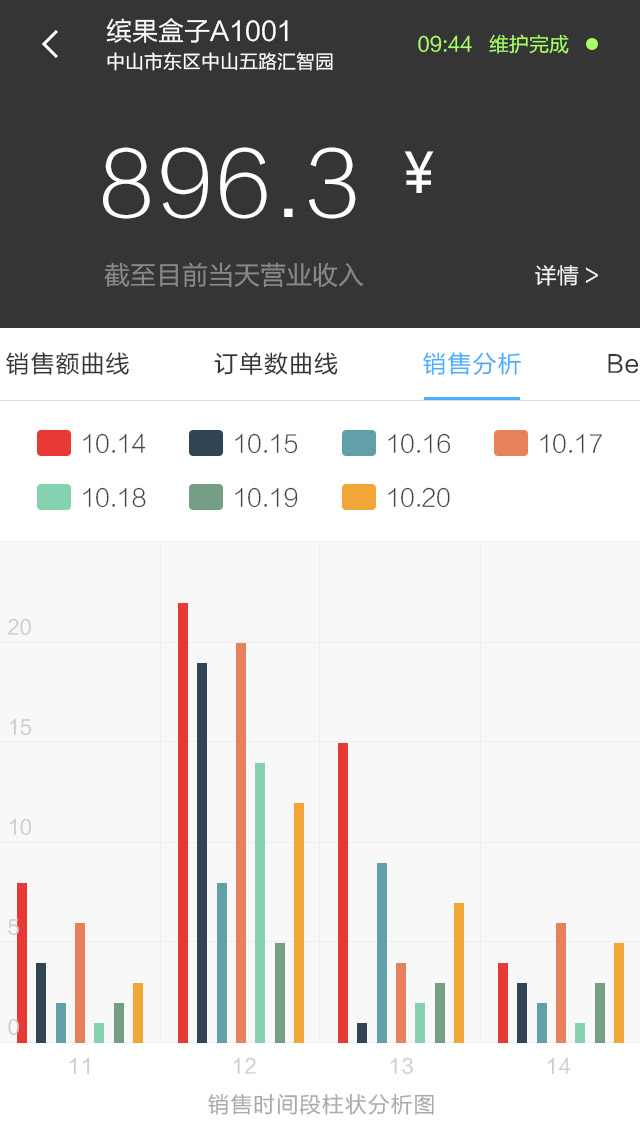 缤果盒子A1001
中山市东区中山五路汇智园
09:44 维护完成
896.3 ¥
截至目前当天营业收入
详情 >
销售额曲线 订单数曲线 销售分析 Be
10.14 10.15 10.16 10.17
10.18 10.19 10.20
20
15
10
5
0
11 12 13 14
销售时间段柱状分析图